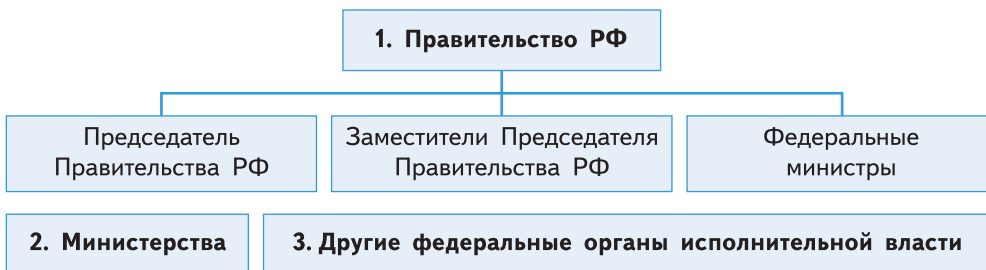 1. Правительство РФ
Председатель
Правительства РФ
Заместители Председателя
Правительства РФ
Федеральные
министры
2. Министерства
3. Другие федеральные органы исполнительной власти